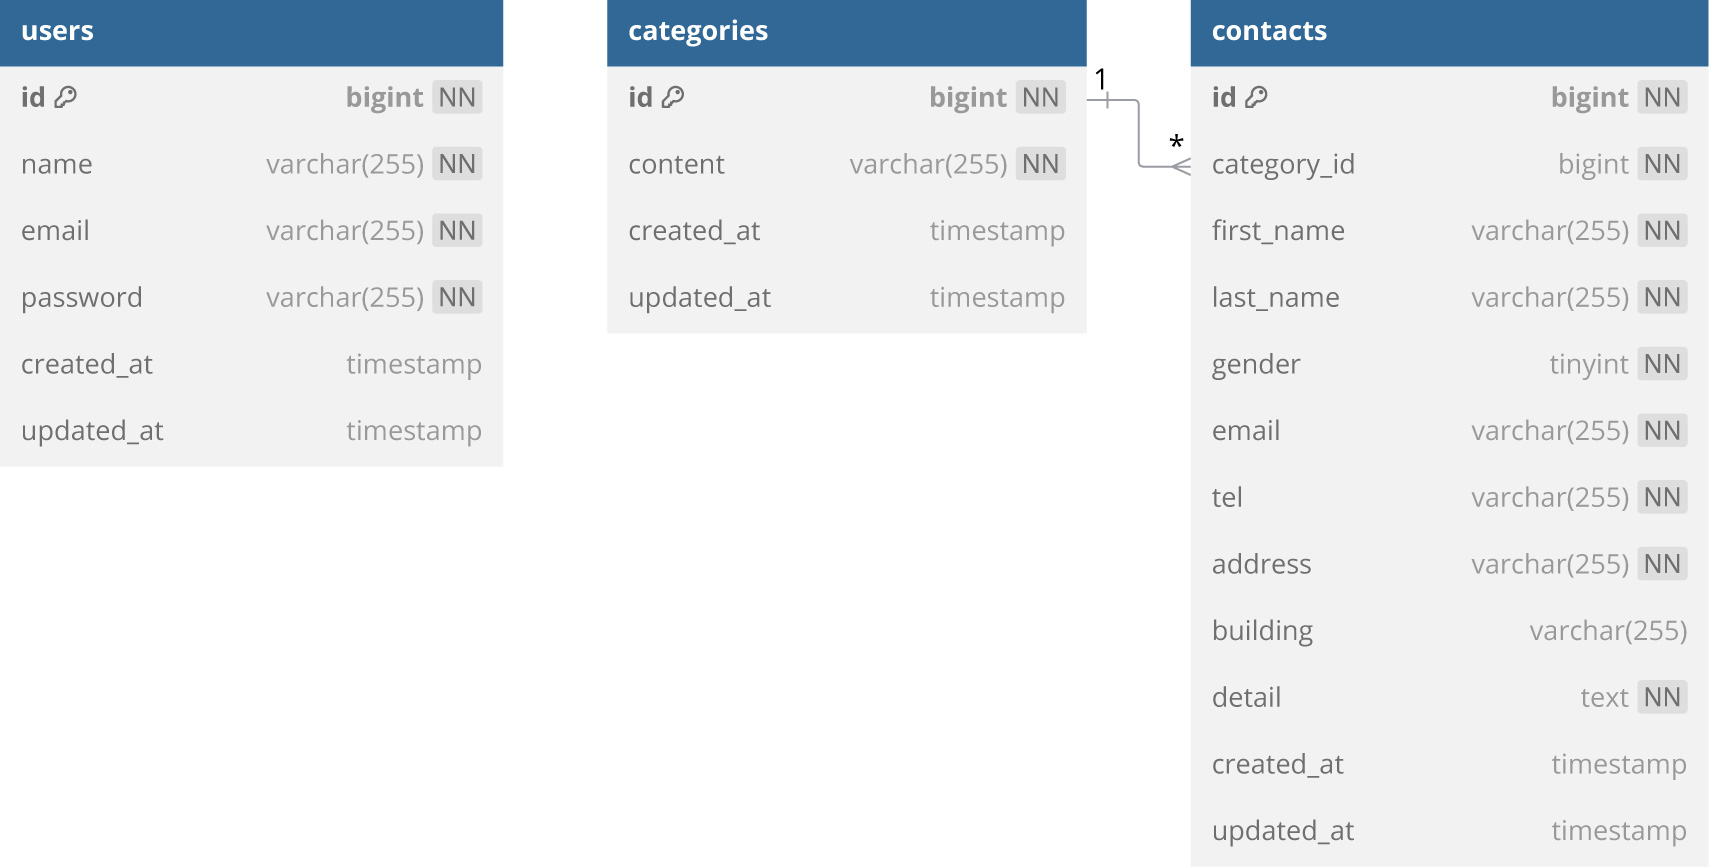 users
id bigint NN
name varchar(255) NN
email varchar(255) NN
password varchar(255) NN
created_at timestamp
updated_at timestamp
categories
id bigint NN
content varchar(255) NN
created_at timestamp
updated_at timestamp
1
*
contacts
id bigint NN
category_id bigint NN
first_name varchar(255) NN
last_name varchar(255) NN
gender tinyint NN
email varchar(255) NN
tel varchar(255) NN
address varchar(255) NN
building varchar(255)
detail text NN
created_at timestamp
updated_at timestamp